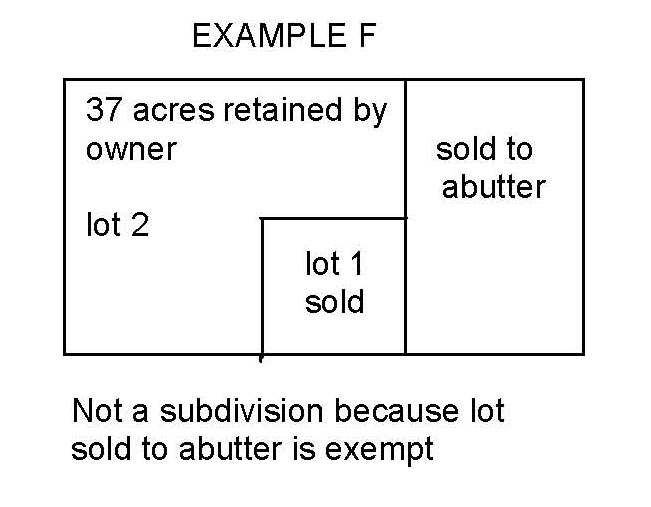 EXAMPLE F
37 acres retained by
owner
lot 2
sold to
abutter
lot 1
sold
Not a subdivision because lot
sold to abutter is exempt